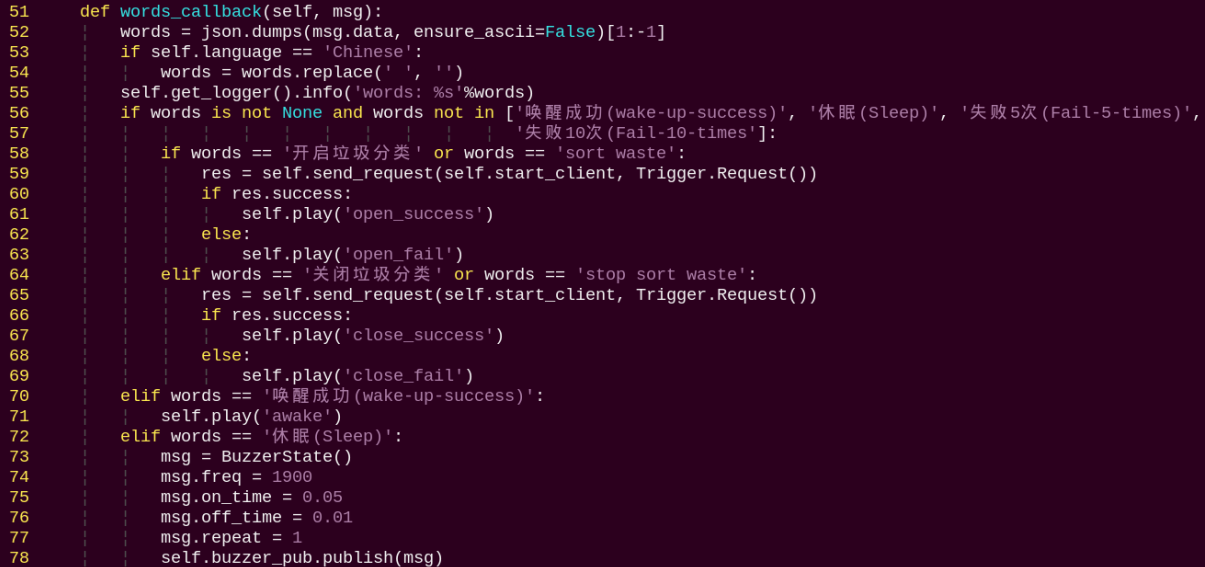 51 def words_callback(self, msg):
52 words = json.dumps(msg.data, ensure_ascii=False)[1:-1]
53 if self.language == 'Chinese':
54 words = words.replace(' ', '')
55 self.get_logger().info('words: %s'%words)
56 if words is not None and words not in ['唤醒成功(wake-up-success)', '休眠(Sleep)', '失败5次(Fail-5-times)',
57 '失败10次(Fail-10-times']:
58 if words == '开启垃圾分类' or words == 'sort waste':
59 res = self.send_request(self.start_client, Trigger.Request())
60 if res.success:
61 self.play('open_success')
62 else:
63 self.play('open_fail')
64 elif words == '关闭垃圾分类' or words == 'stop sort waste':
65 res = self.send_request(self.start_client, Trigger.Request())
66 if res.success:
67 self.play('close_success')
68 else:
69 self.play('close_fail')
70 elif words == '唤醒成功(wake-up-success)':
71 self.play('awake')
72 elif words == '休眠(Sleep)':
73 msg = BuzzerState()
74 msg.freq = 1900
75 msg.on_time = 0.05
76 msg.off_time = 0.01
77 msg.repeat = 1
78 self.buzzer_pub.publish(msg)